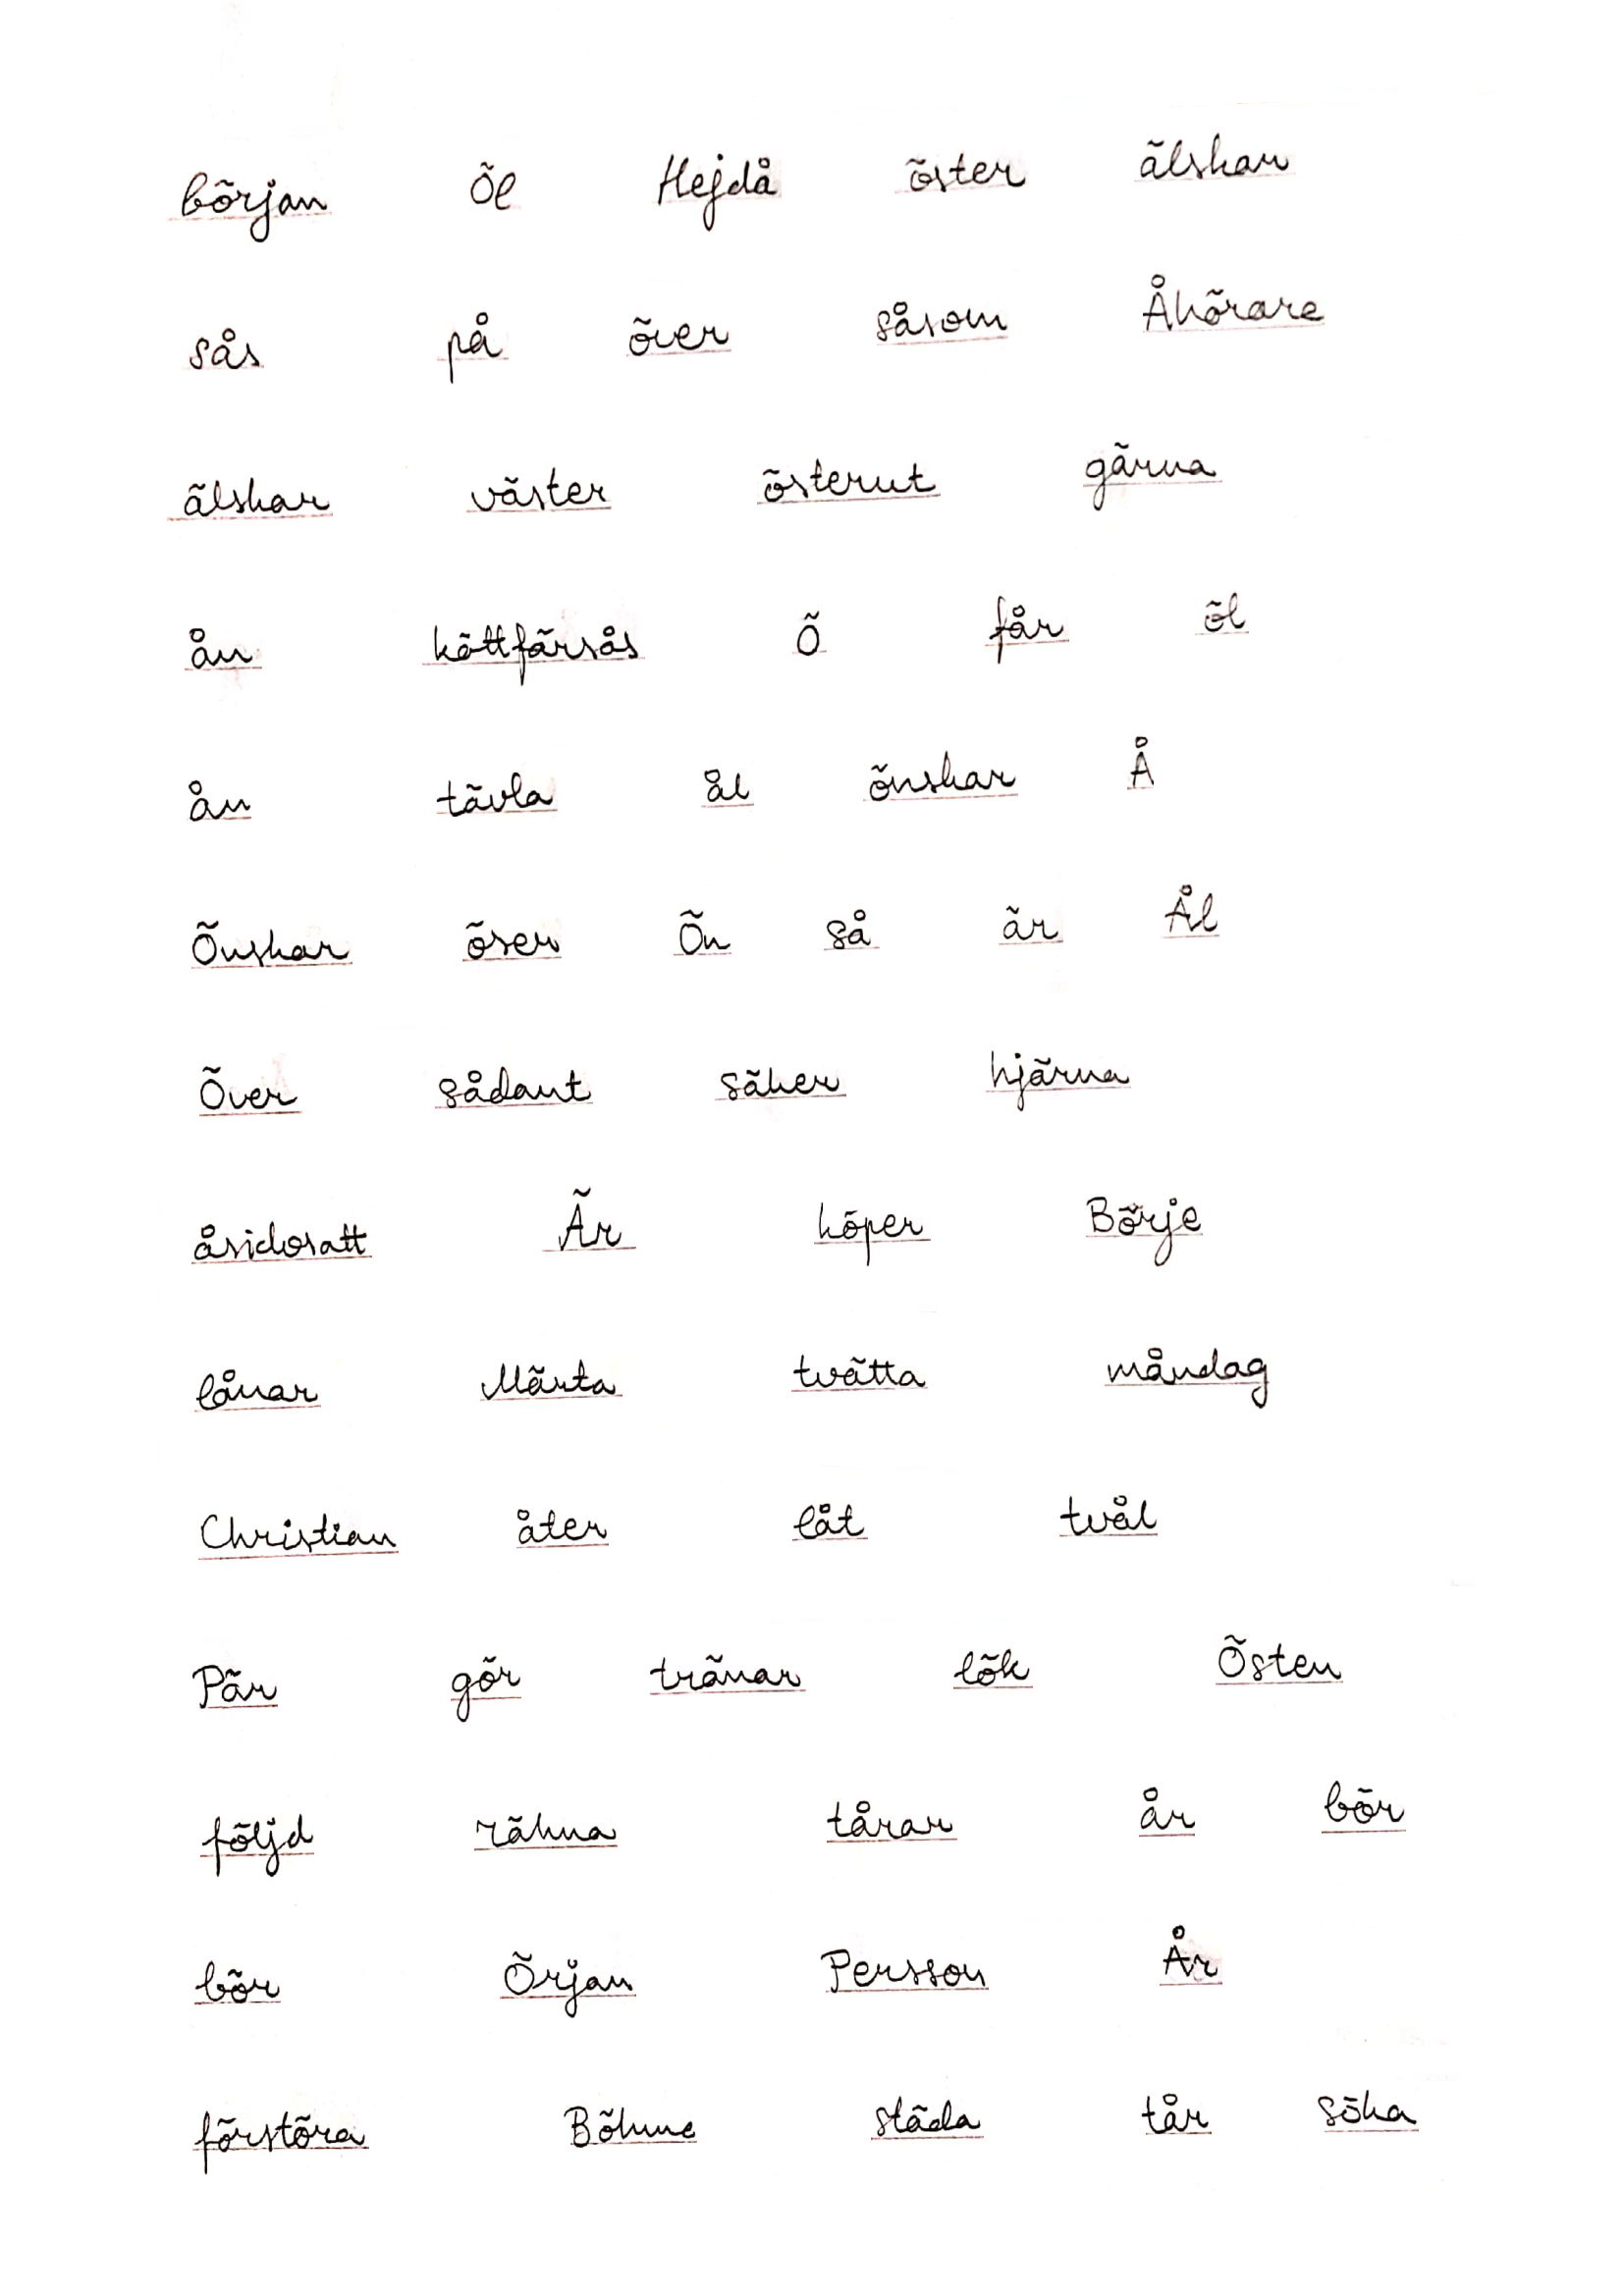 början Öl Hejdå öster älskar
sås på över såsom Åhörare
älskar väster österut gärna
ån köttfärsås Ö får öl
ån tävla ål önskar Å
Önskar öser Ön så är Ål
Över sådant säker hjärna
åsidosatt Är köper Börje
lånar Märta tvätta måndag
Christian åter låt tvål
Pär gör tränar lök Östen
följd räkna tårar år bör
bör Örjan Persson År
förstöra Böhme städa tår söka